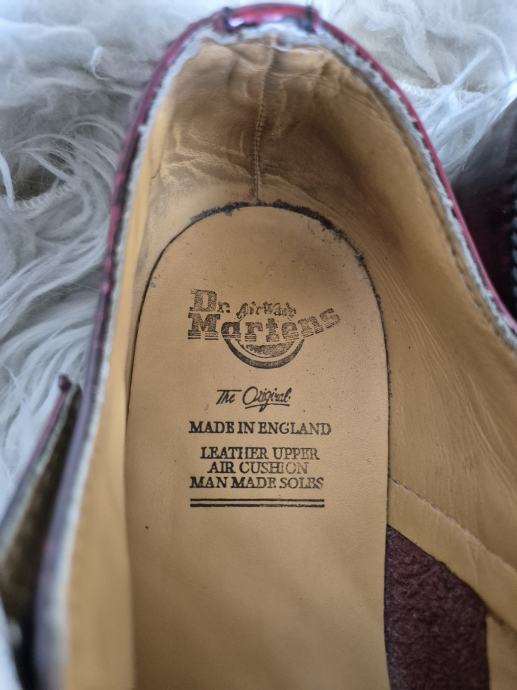 Dr. AirWair
Martens
The Original
MADE IN ENGLAND
LEATHER UPPER
AIR CUSHION
MAN MADE SOLES